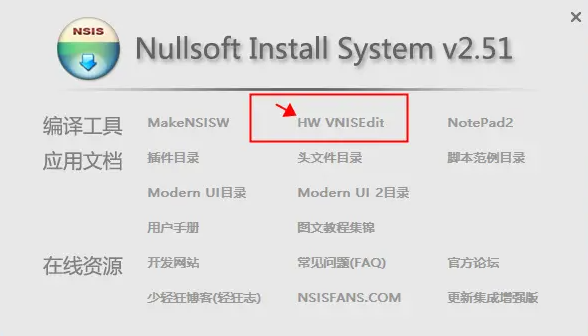 NSIS
Nullsoft Install System v2.51
编译工具 MakeNSISW HW VNISEdit NotePad2
应用文档 插件目录 头文件目录 脚本范例目录
Modern UI目录 Modern UI 2目录
用户手册 图文教程集锦
在线资源 开发网站 常见问题(FAQ) 官方论坛
少轻狂博客(轻狂志) NSISFANS.COM 更新集成增强版